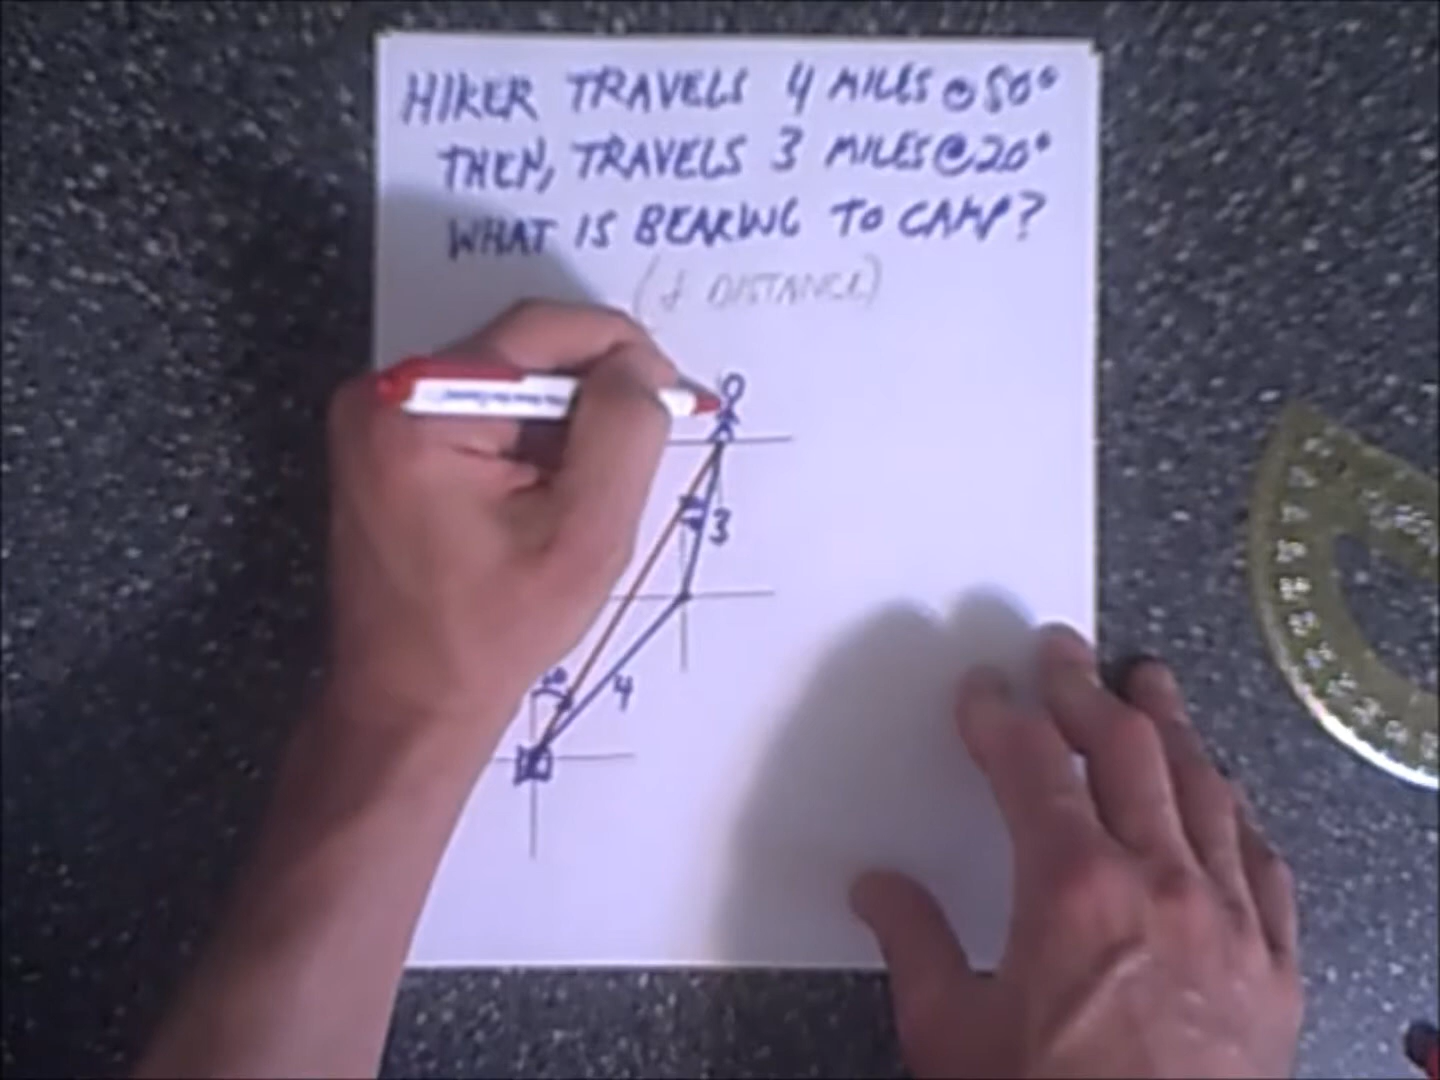 HIKER TRAVELS 4 MILES @ 50°
THEN, TRAVELS 3 MILES @ 20°
WHAT IS BEARING TO CAMP?
(& DISTANCE)
3
4